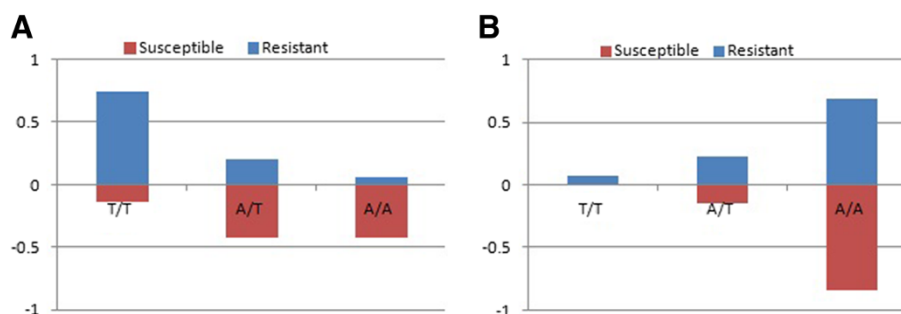 A
Susceptible Resistant
1
0.5
0
-0.5
-1
T/T A/T A/A
B
Susceptible Resistant
1
0.5
0
-0.5
-1
T/T A/T A/A